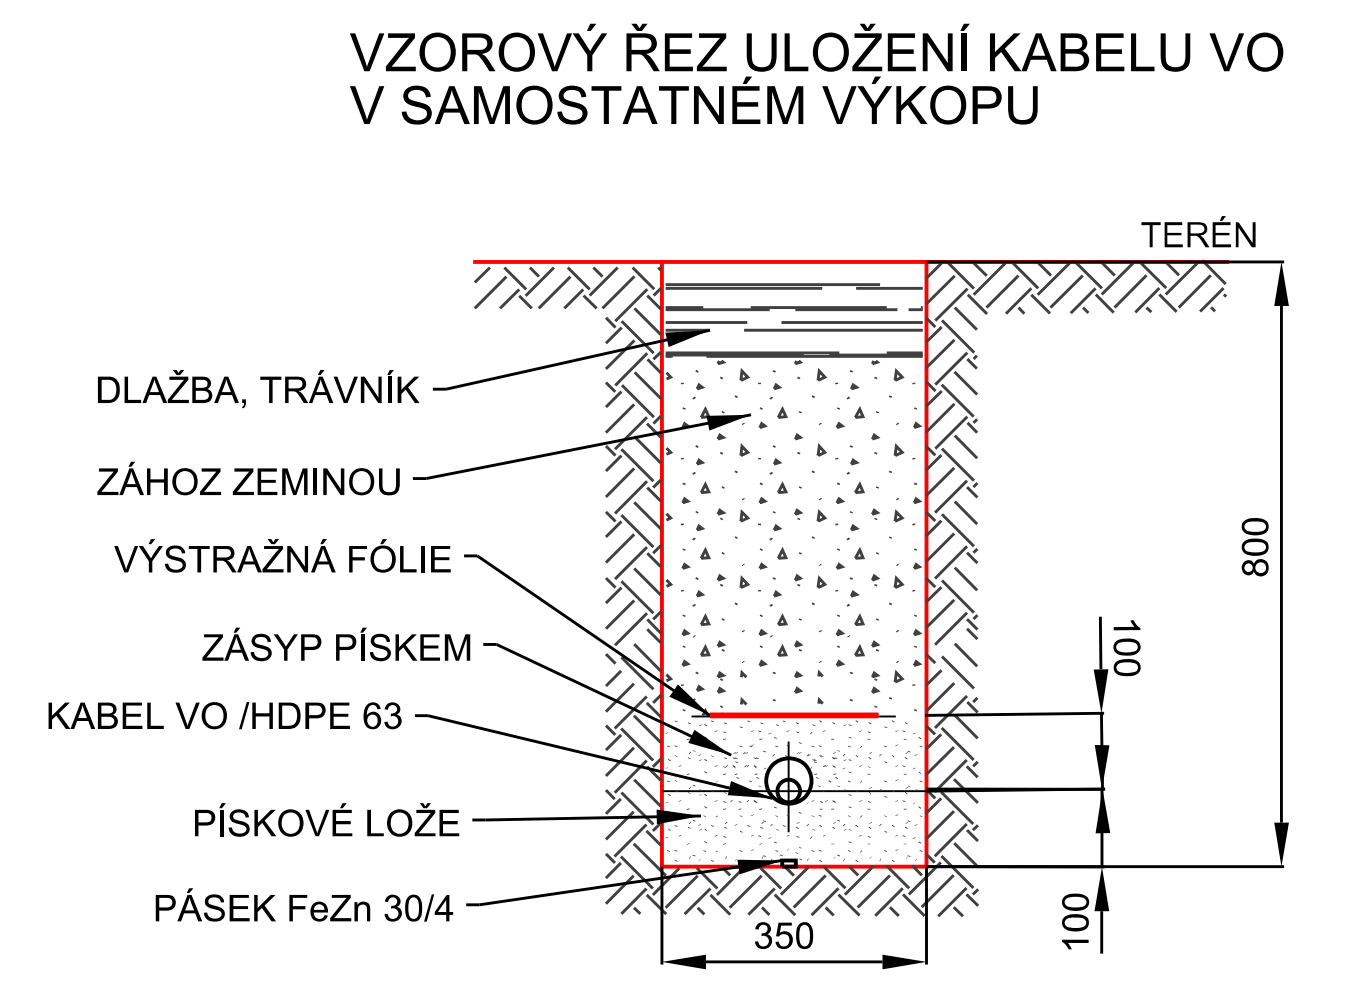 VZOROVÝ ŘEZ ULOŽENÍ KABELU VO
V SAMOSTATNÉM VÝKOPU
TERÉN
DLAŽBA, TRÁVNÍK
ZÁHOZ ZEMINOU
VÝSTRAŽNÁ FÓLIE
800
ZÁSYP PÍSKEM
100
KABEL VO /HDPE 63
PÍSKOVÉ LOŽE
PÁSEK FeZn 30/4
100
350